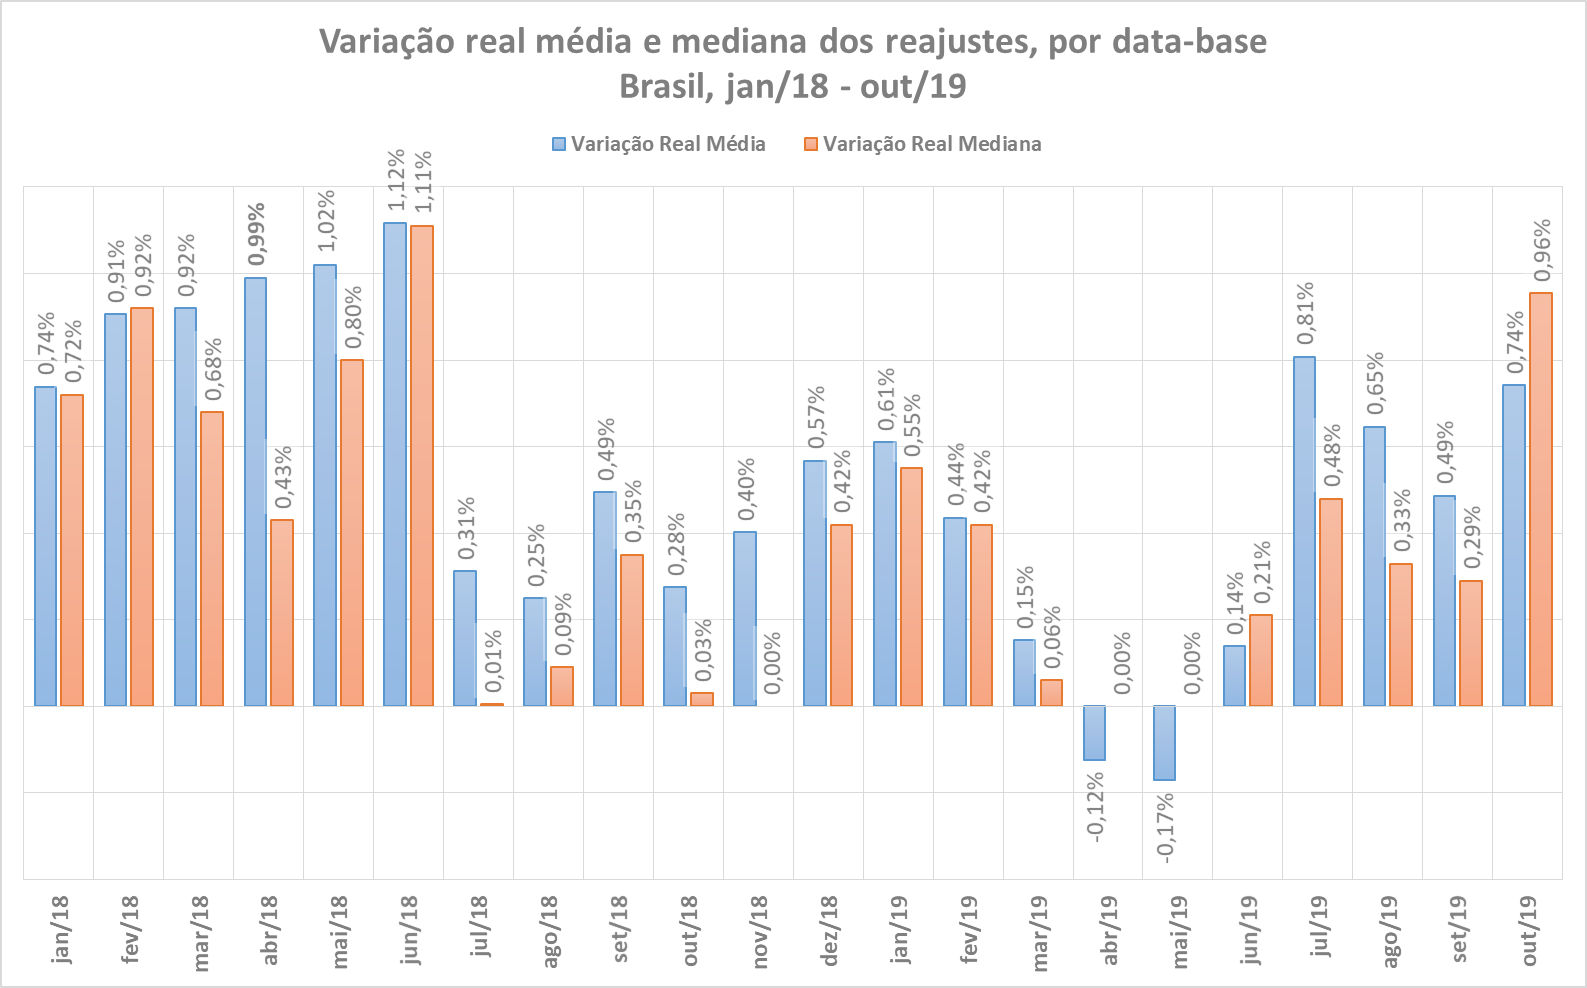 Variação real média e mediana dos reajustes, por data-base
Brasil, jan/18 - out/19
Variação Real Média
Variação Real Mediana
0,74%
0,72%
0,91%
0,92%
0,92%
0,68%
0,99%
0,43%
1,02%
0,80%
1,12%
1,11%
0,31%
0,01%
0,25%
0,09%
0,49%
0,35%
0,28%
0,03%
0,40%
0,00%
0,57%
0,42%
0,61%
0,55%
0,44%
0,42%
0,15%
0,06%
-0,12%
0,00%
-0,17%
0,00%
0,14%
0,21%
0,81%
0,48%
0,65%
0,33%
0,49%
0,29%
0,74%
0,96%
jan/18
fev/18
mar/18
abr/18
mai/18
jun/18
jul/18
ago/18
set/18
out/18
nov/18
dez/18
jan/19
fev/19
mar/19
abr/19
mai/19
jun/19
jul/19
ago/19
set/19
out/19